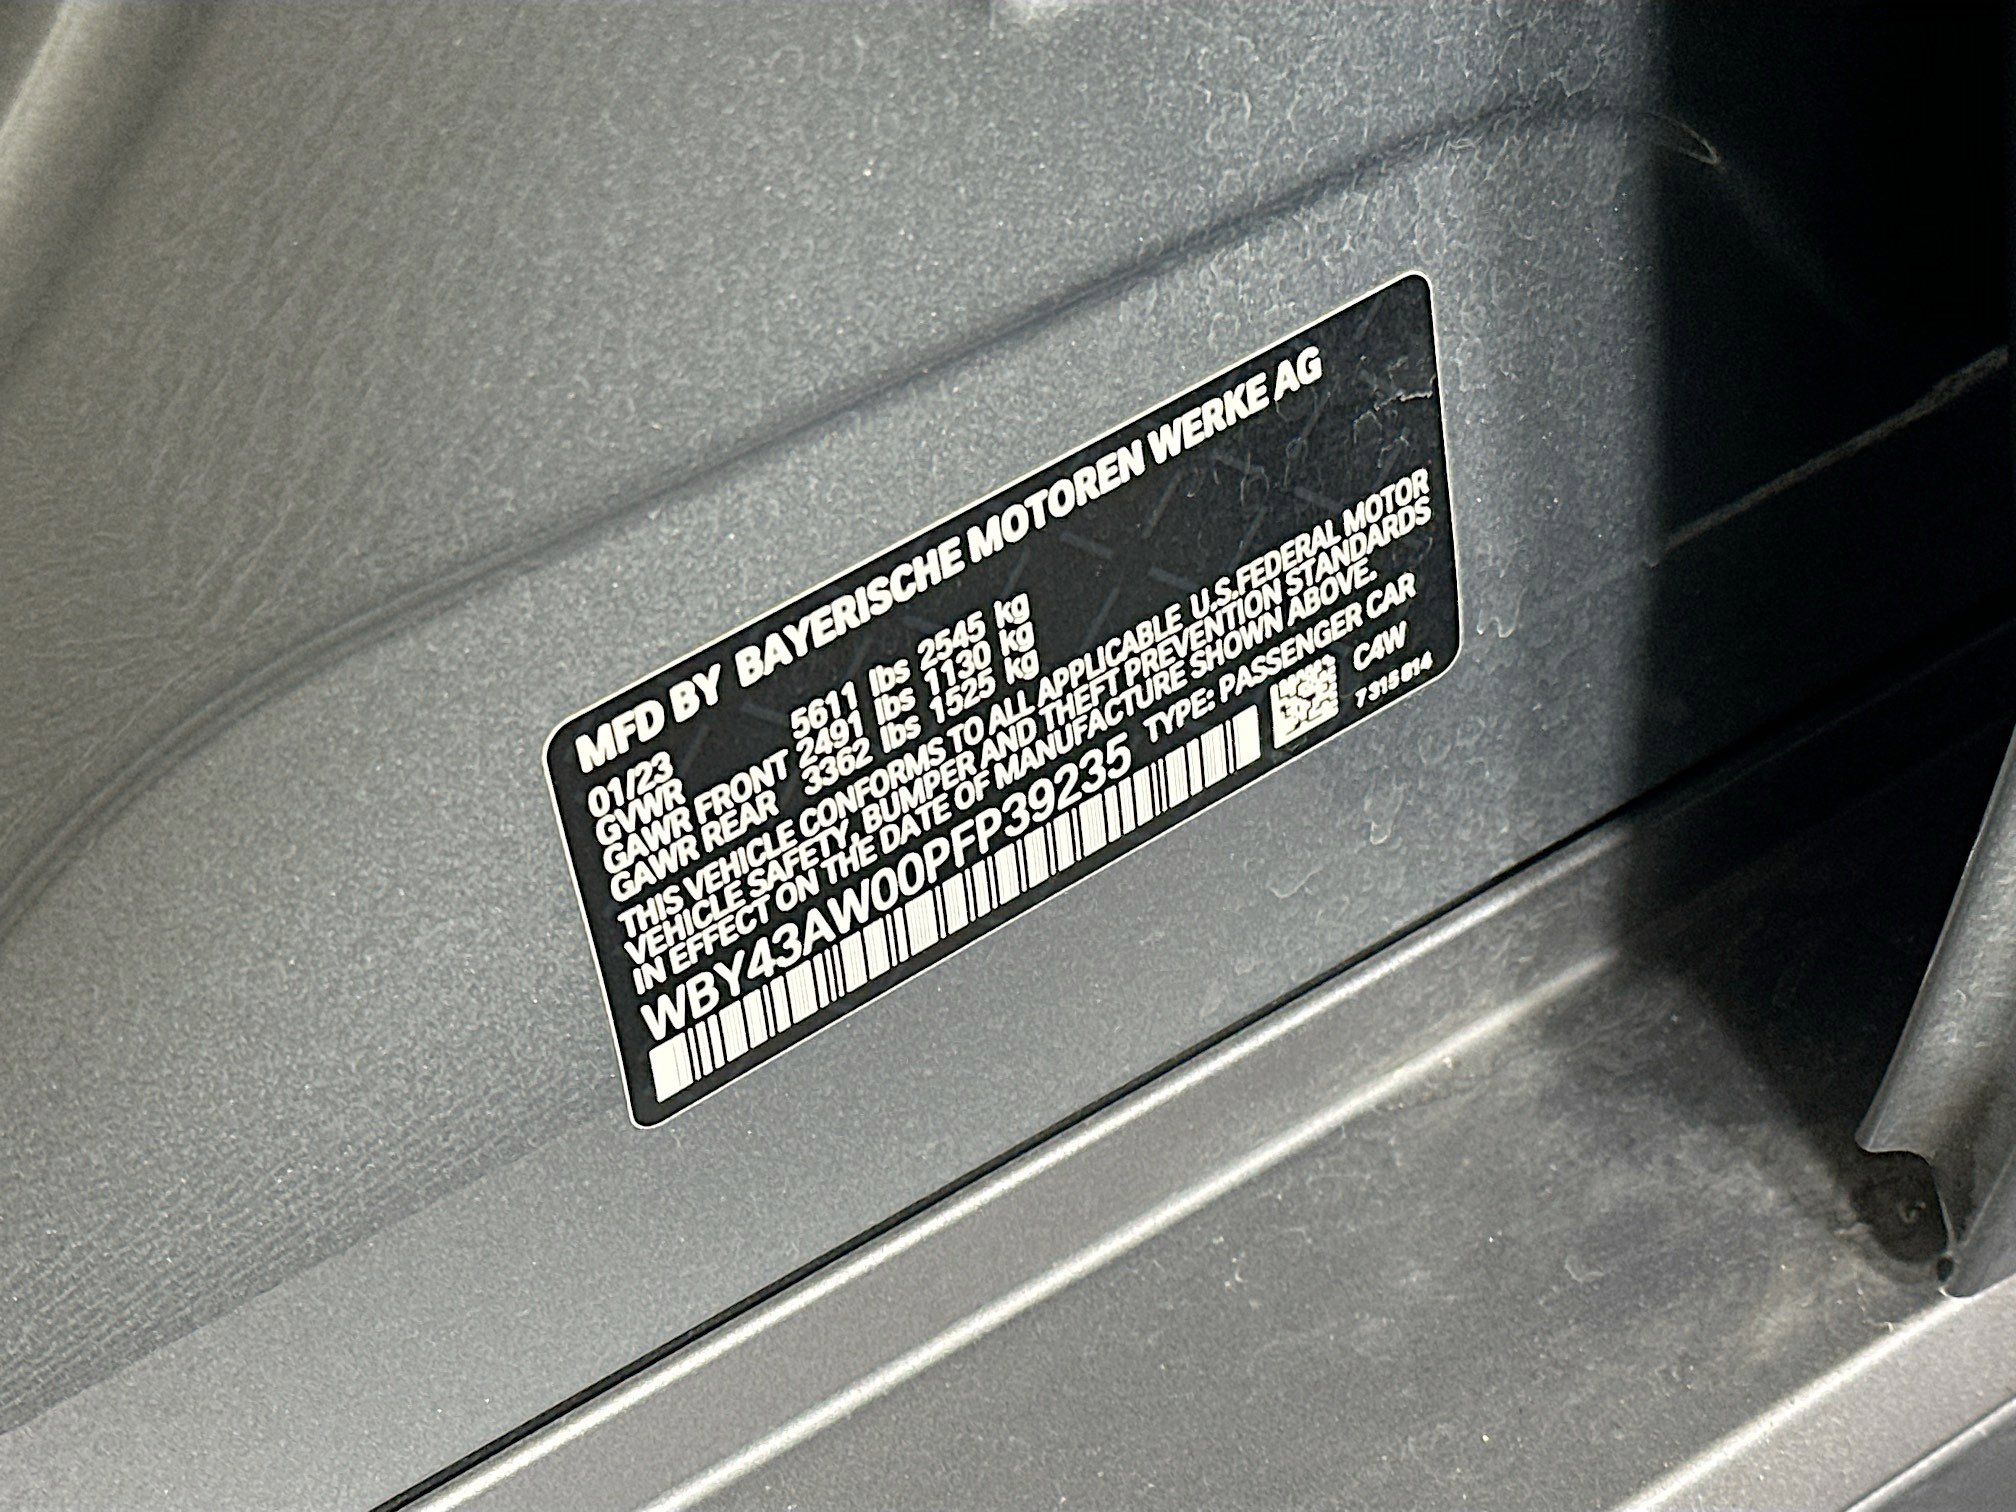 MFD BY BAYERISCHE MOTOREN WERKE AG
01/23
GVWR 5611 lbs 2545 kg
GAWR FRONT 2491 lbs 1130 kg
GAWR REAR 3362 lbs 1525 kg
THIS VEHICLE CONFORMS TO ALL APPLICABLE U.S.FEDERAL MOTOR
VEHICLE SAFETY, BUMPER AND THEFT PREVENTION STANDARDS
IN EFFECT ON THE DATE OF MANUFACTURE SHOWN ABOVE.
WBY43AW00PFP39235 TYPE: PASSENGER CAR
C4W